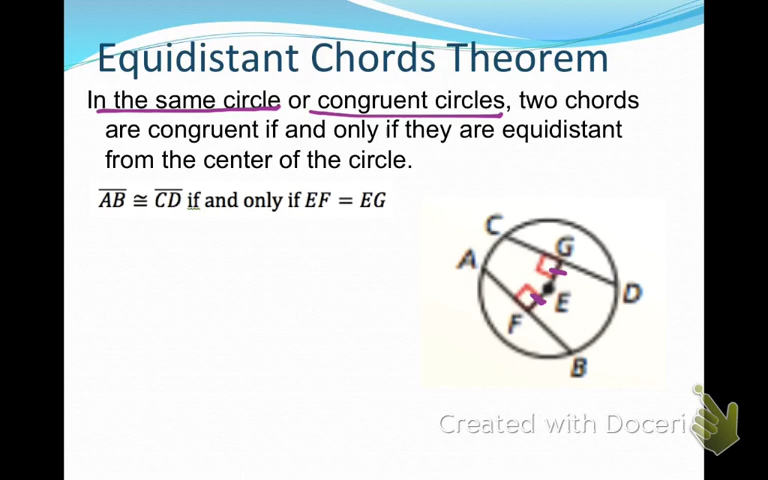 Equidistant Chords Theorem
In the same circle or congruent circles, two chords
are congruent if and only if they are equidistant
from the center of the circle.
AB ≅ CD if and only if EF = EG
C
G
A
E
D
F
B
Created with Doceri